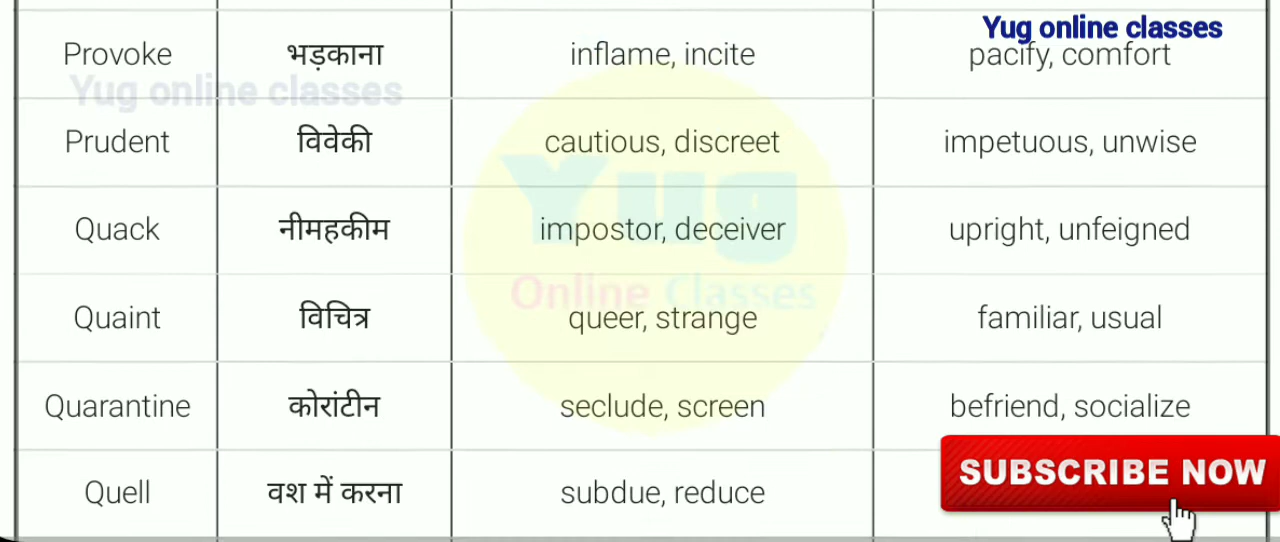 Yug online classes
Provoke भड़काना inflame, incite pacify, comfort
Yug online classes
Prudent विवेकी cautious, discreet impetuous, unwise
Yug
Quack नीमहकीम impostor, deceiver upright, unfeigned
Online Classes
Quaint विचित्र queer, strange familiar, usual
Quarantine कोरांटीन seclude, screen befriend, socialize
SUBSCRIBE NOW
Quell वश में करना subdue, reduce